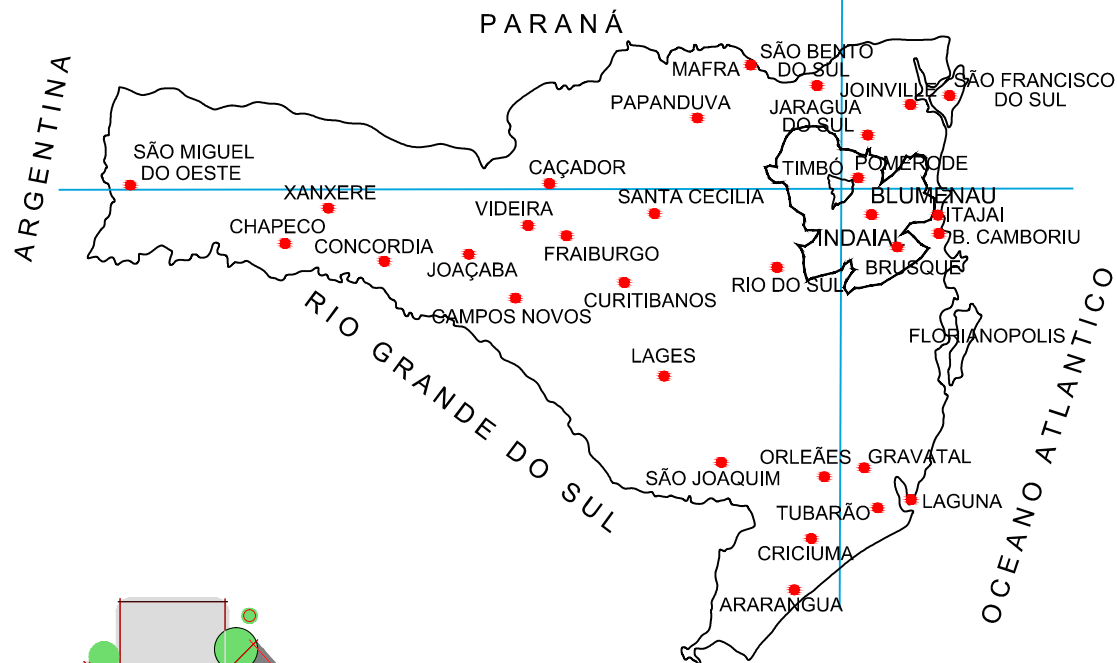 PARANÁ
ARGENTINA
SÃO BENTO
DO SUL
MAFRA
JOINVILLE
SÃO FRANCISCO
DO SUL
PAPANDUVA
JARAGUA
DO SUL
SÃO MIGUEL
DO OESTE
CAÇADOR
TIMBÓ
POMERODE
XANXERE
SANTA CECILIA
BLUMENAU
VIDEIRA
ITAJAI
CHAPECO
CONCORDIA
FRAIBURGO
INDAIAL
B. CAMBORIU
JOAÇABA
BRUSQUE
RIO DO SUL
CURITIBANOS
CAMPOS NOVOS
FLORIANOPOLIS
RIO GRANDE DO SUL
LAGES
OCEANO ATLANTICO
ORLEÃES
GRAVATAL
SÃO JOAQUIM
LAGUNA
TUBARÃO
CRICIUMA
ARARANGUA